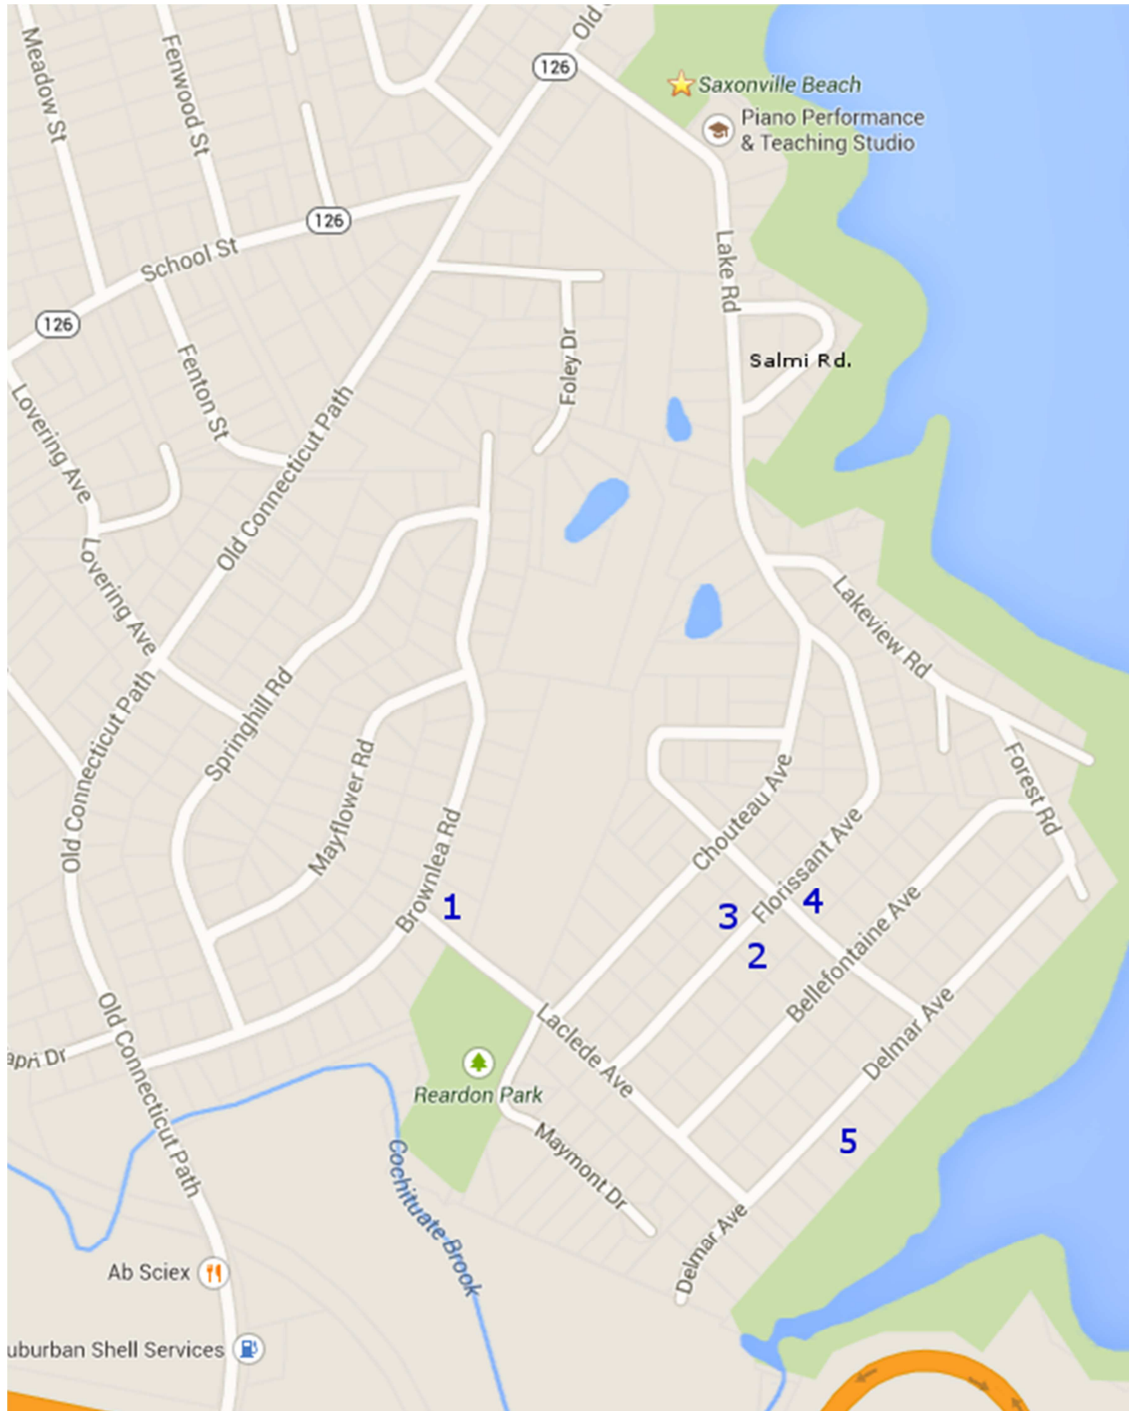 Old
126
Saxonville Beach
Piano Performance
& Teaching Studio
Meadow St
Fenwood St
126
School St
126
Lake Rd
Salmi Rd.
Foley Dr
Fenton St
Lovering Ave
Old Connecticut Path
Lovering Ave
Lakeview Rd
Springhill Rd
Old Connecticut Path
Mayflower Rd
Brownlea Rd
Chouteau Ave
Florissant Ave
Forest Rd
1
3
4
2
Bellefontaine Ave
Delmar Ave
Laclede Ave
Old Connecticut Path
apri Dr
Reardon Park
Maymont Dr
5
Cochituate Brook
Delmar Ave
Ab Sciex
uburban Shell Services